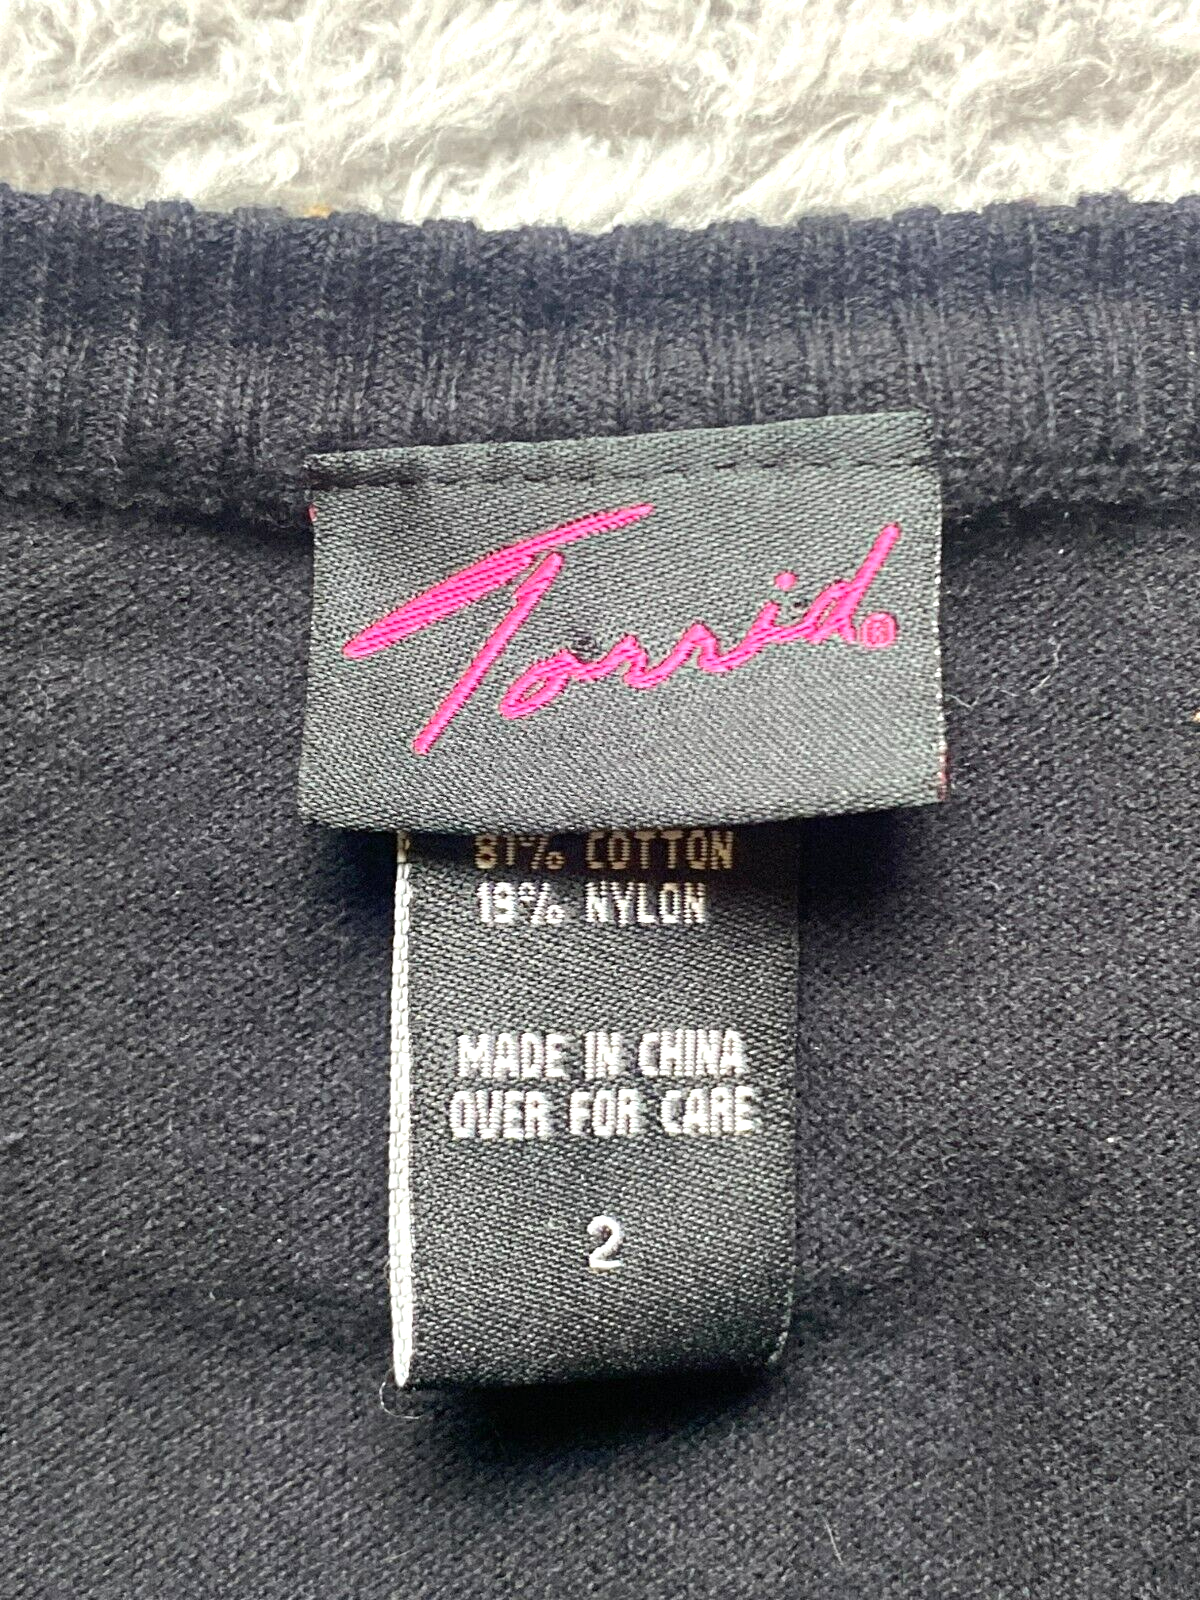 Torrid®
81% COTTON
19% NYLON
MADE IN CHINA
OVER FOR CARE
2